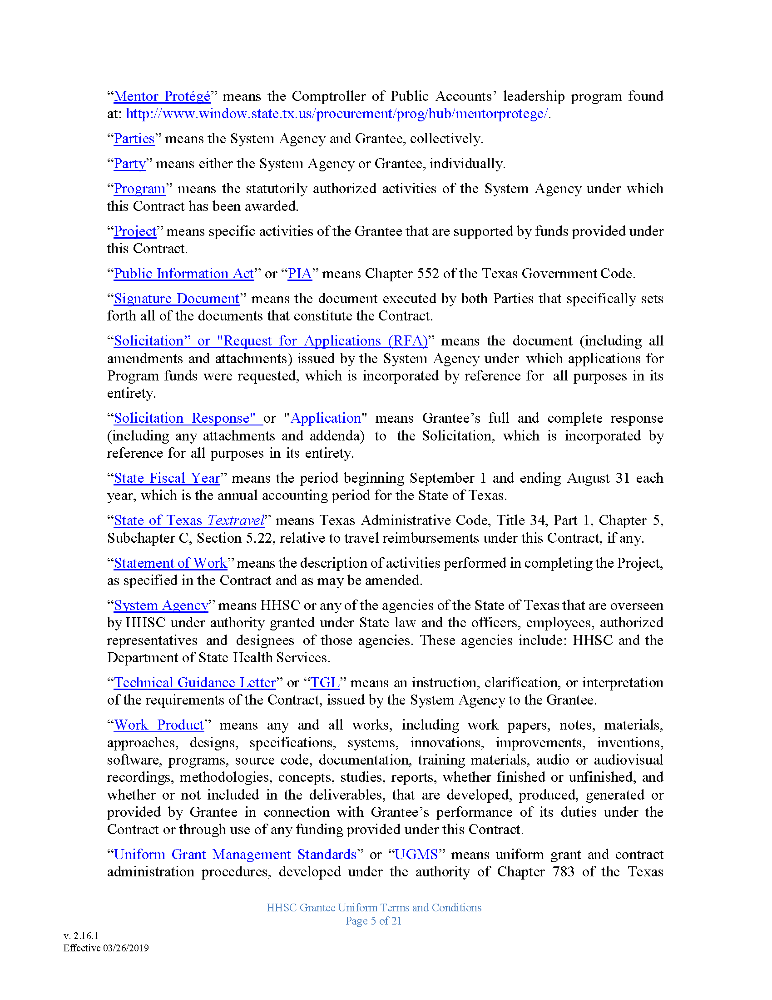 “Mentor Protégé” means the Comptroller of Public Accounts’ leadership program found
at: http://www.window.state.tx.us/procurement/prog/hub/mentorprotege/.
“Parties” means the System Agency and Grantee, collectively.
“Party” means either the System Agency or Grantee, individually.
“Program” means the statutorily authorized activities of the System Agency under which
this Contract has been awarded.
“Project” means specific activities of the Grantee that are supported by funds provided under
this Contract.
“Public Information Act” or “PIA” means Chapter 552 of the Texas Government Code.
“Signature Document” means the document executed by both Parties that specifically sets
forth all of the documents that constitute the Contract.
“Solicitation” or "Request for Applications (RFA)” means the document (including all
amendments and attachments) issued by the System Agency under which applications for
Program funds were requested, which is incorporated by reference for all purposes in its
entirety.
“Solicitation Response" or "Application" means Grantee’s full and complete response
(including any attachments and addenda) to the Solicitation, which is incorporated by
reference for all purposes in its entirety.
“State Fiscal Year” means the period beginning September 1 and ending August 31 each
year, which is the annual accounting period for the State of Texas.
“State of Texas Textravel” means Texas Administrative Code, Title 34, Part 1, Chapter 5,
Subchapter C, Section 5.22, relative to travel reimbursements under this Contract, if any.
“Statement of Work” means the description of activities performed in completing the Project,
as specified in the Contract and as may be amended.
“System Agency” means HHSC or any of the agencies of the State of Texas that are overseen
by HHSC under authority granted under State law and the officers, employees, authorized
representatives and designees of those agencies. These agencies include: HHSC and the
Department of State Health Services.
“Technical Guidance Letter” or “TGL” means an instruction, clarification, or interpretation
of the requirements of the Contract, issued by the System Agency to the Grantee.
“Work Product” means any and all works, including work papers, notes, materials,
approaches, designs, specifications, systems, innovations, improvements, inventions,
software, programs, source code, documentation, training materials, audio or audiovisual
recordings, methodologies, concepts, studies, reports, whether finished or unfinished, and
whether or not included in the deliverables, that are developed, produced, generated or
provided by Grantee in connection with Grantee’s performance of its duties under the
Contract or through use of any funding provided under this Contract.
“Uniform Grant Management Standards” or “UGMS” means uniform grant and contract
administration procedures, developed under the authority of Chapter 783 of the Texas
HHSC Grantee Uniform Terms and Conditions
Page 5 of 21
v. 2.16.1
Effective 03/26/2019